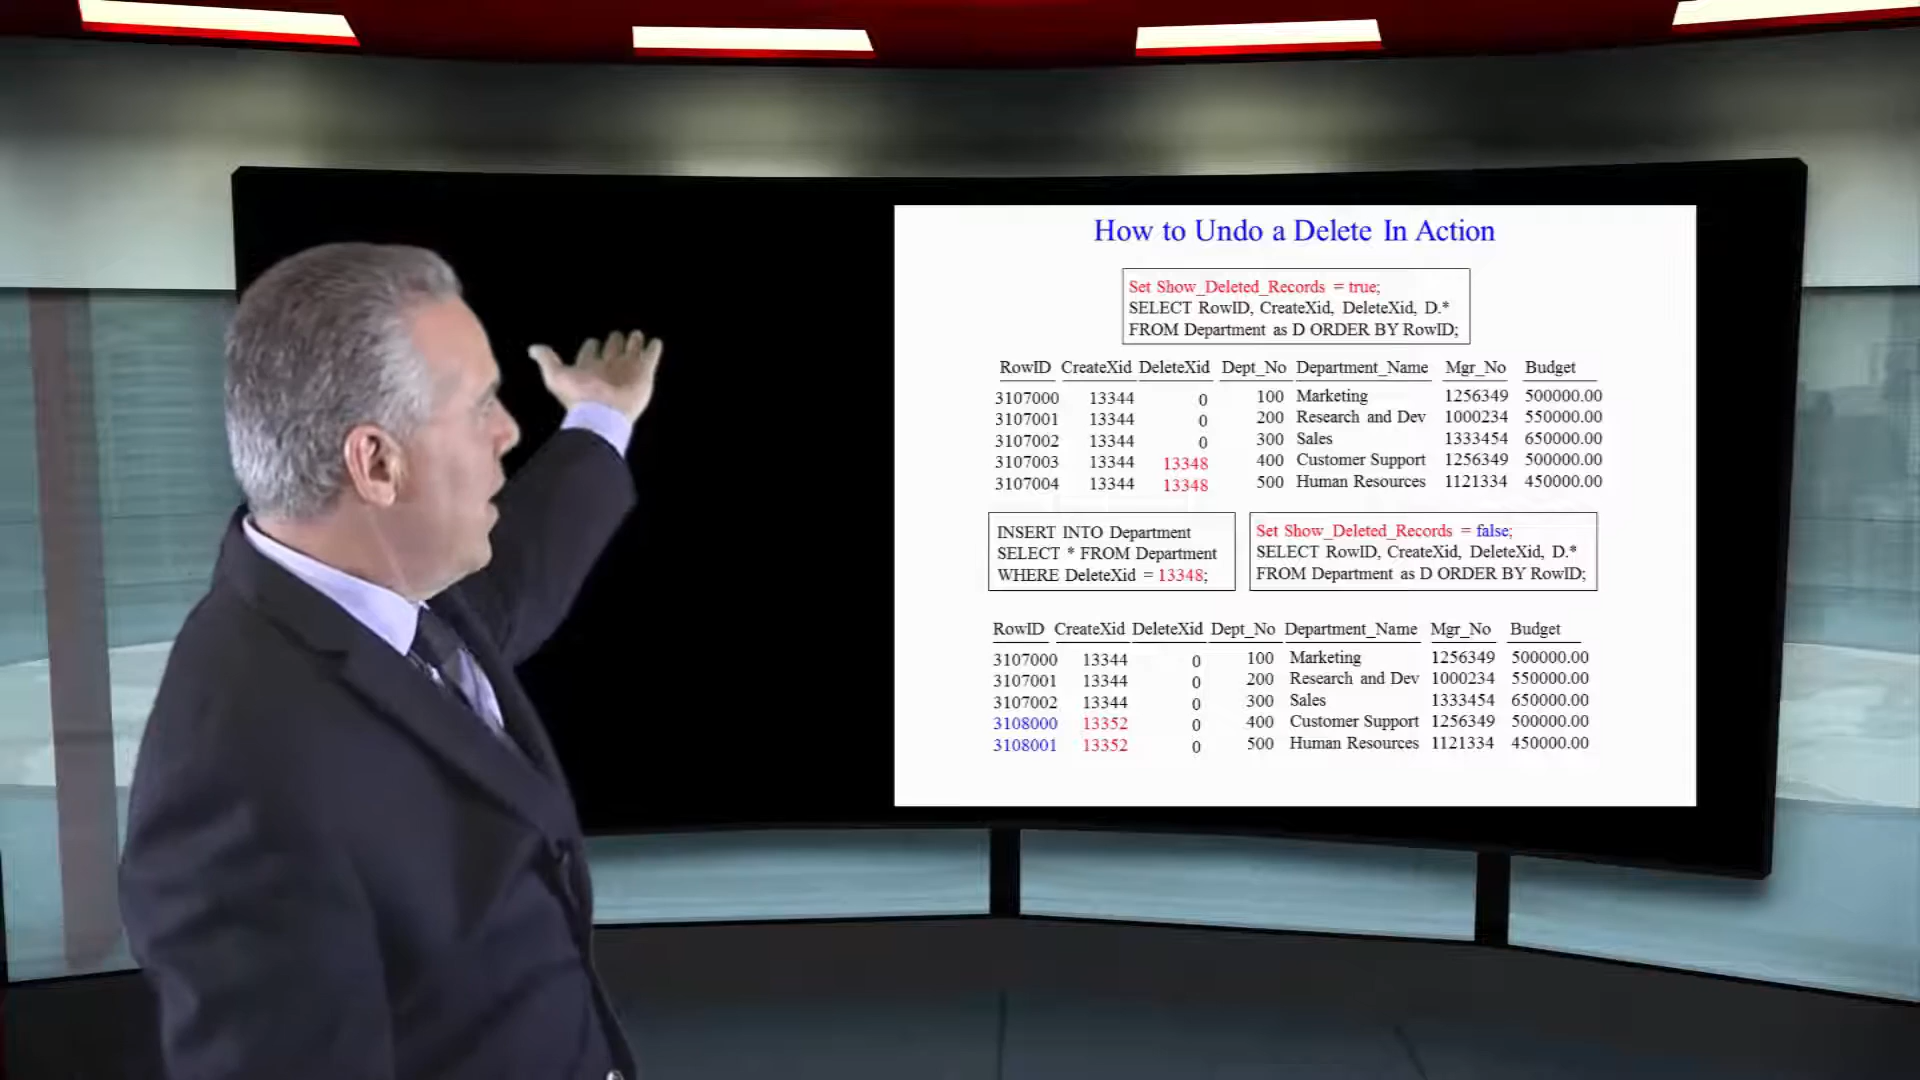 How to Undo a Delete In Action
Set Show_Deleted_Records = true;
SELECT RowID, CreateXid, DeleteXid, D.*
FROM Department as D ORDER BY RowID;
RowID CreateXid DeleteXid Dept_No Department_Name Mgr_No Budget
3107000 13344 0 100 Marketing 1256349 500000.00
3107001 13344 0 200 Research and Dev 1000234 550000.00
3107002 13344 0 300 Sales 1333454 650000.00
3107003 13344 13348 400 Customer Support 1256349 500000.00
3107004 13344 13348 500 Human Resources 1121334 450000.00
INSERT INTO Department
SELECT * FROM Department
WHERE DeleteXid = 13348;
Set Show_Deleted_Records = false;
SELECT RowID, CreateXid, DeleteXid, D.*
FROM Department as D ORDER BY RowID;
RowID CreateXid DeleteXid Dept_No Department_Name Mgr_No Budget
3107000 13344 0 100 Marketing 1256349 500000.00
3107001 13344 0 200 Research and Dev 1000234 550000.00
3107002 13344 0 300 Sales 1333454 650000.00
3108000 13352 0 400 Customer Support 1256349 500000.00
3108001 13352 0 500 Human Resources 1121334 450000.00